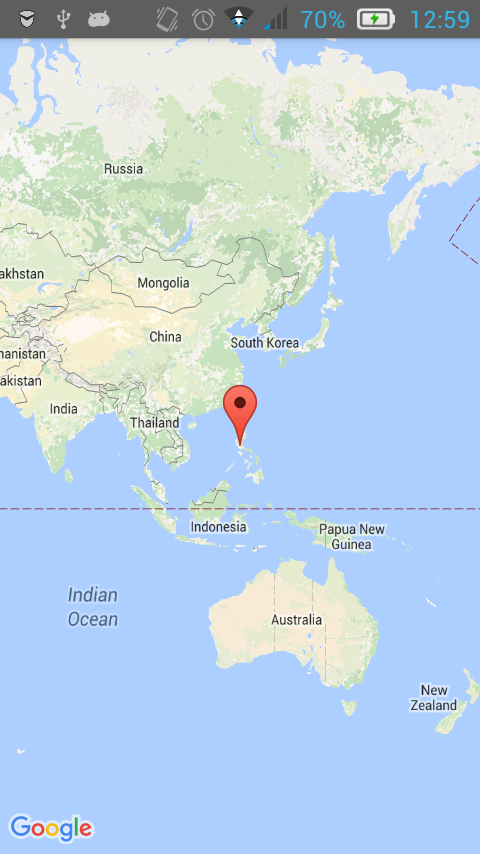 70% 12:59
Russia
akhstan
Mongolia
China
South Korea
anistan
akistan
India
Thailand
Indonesia
Papua New
Guinea
Indian
Ocean
Australia
New
Zealand
Google